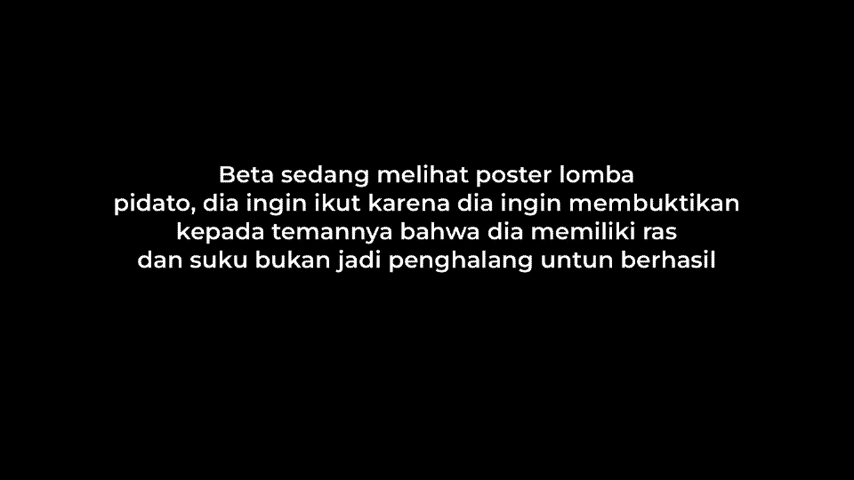 Beta sedang melihat poster lomba
pidato, dia ingin ikut karena dia ingin membuktikan
kepada temannya bahwa dia memiliki ras
dan suku bukan jadi penghalang untun berhasil